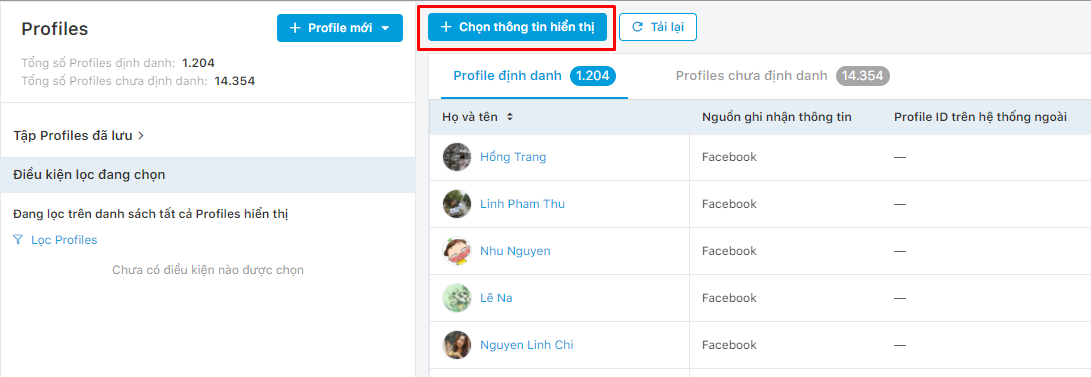 Profiles
+ Profile mới
Tổng số Profiles định danh: 1.204
Tổng số Profiles chưa định danh: 14.354
Tập Profiles đã lưu >
Điều kiện lọc đang chọn
Đang lọc trên danh sách tất cả Profiles hiển thị
Lọc Profiles
Chưa có điều kiện nào được chọn
+ Chọn thông tin hiển thị
Tải lại
Profile định danh 1.204
Profiles chưa định danh 14.354
Họ và tên
Nguồn ghi nhận thông tin
Profile ID trên hệ thống ngoài
Hồng Trang
Facebook
—
Linh Pham Thu
Facebook
—
Nhu Nguyen
Facebook
—
Lê Na
Facebook
—
Nguyen Linh Chi
Facebook
—